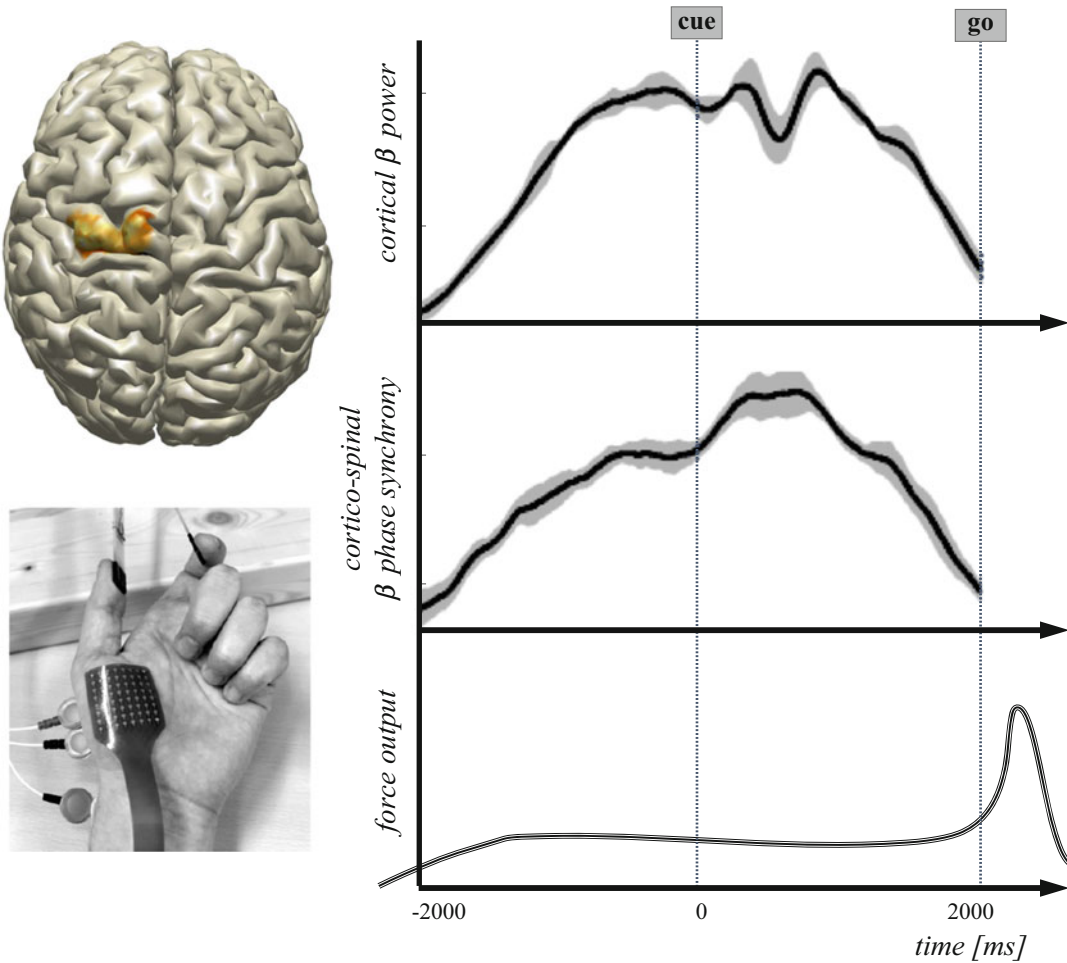 cue
go
cortical β power
cortico-spinal
β phase synchrony
force output
-2000
0
2000
time [ms]